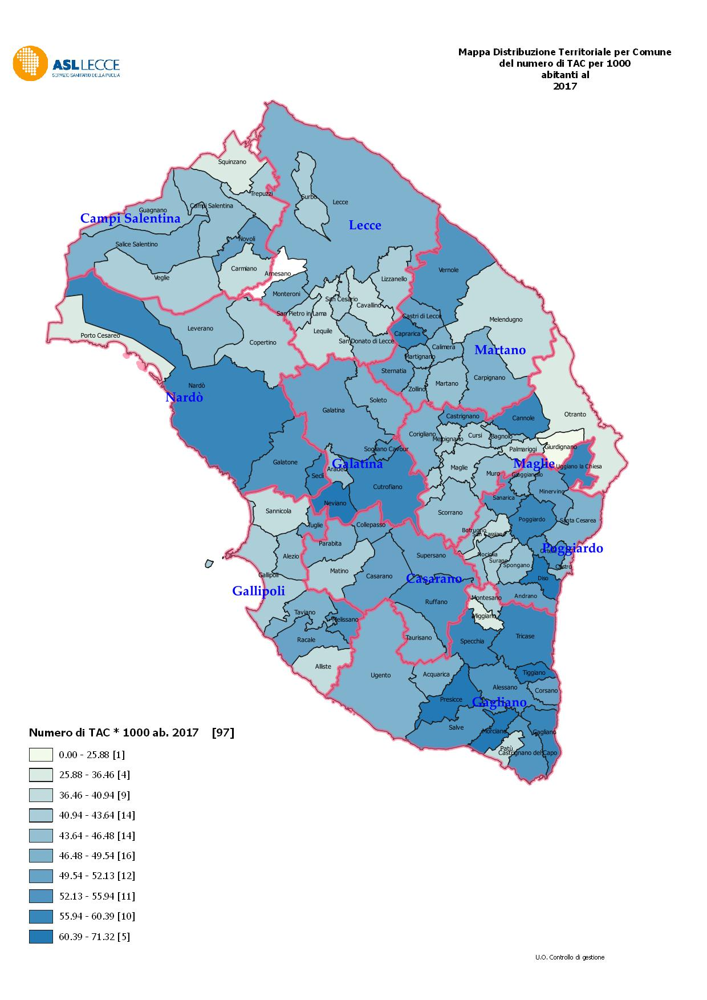 ASL LECCE
SERVIZIO SANITARIO DELLA PUGLIA
Mappa Distribuzione Territoriale per Comune
del numero di TAC per 1000
abitanti al
2017
Squinzano
Trepuzzi
Surbo
Lecce
Guagnano
Campi Salentina
Campi Salentina
Lecce
Novoli
Salice Salentino
Carmiano
Arnesano
Vernole
Veglie
Lizzanello
Monteroni
San Cesario
Cavallino
San Pietro in Lama
Castri di Lecce
Melendugno
Leverano
Lequile
Caprarica
Porto Cesareo
Copertino
San Donato di Lecce
Calimera
Martano
Martignano
Sternatia
Carpignano
Nardò
Martano
Zollino
Nardò
Soleto
Galatina
Otranto
Castrignano
Cannole
Corigliano
Melpignano
Cursi
Bagnolo
Sogliano Cavour
Palmariggi
Giurdignano
Galatone
Galatina
Maglie
Aradeo
Maglie
Uggiano la Chiesa
Seclì
Muro
Giuggianello
Cutrofiano
Minervino
Sanarica
Neviano
Sannicola
Scorrano
Poggiardo
Santa Cesarea
Tuglie
Collepasso
Botrugno
San Cassiano
Parabita
Poggiardo
Ortelle
Alezio
Supersano
Nociglia
Surano
Spongano
Castro
Matino
Gallipoli
Casarano
Casarano
Diso
Gallipoli
Andrano
Montesano
Ruffano
Taviano
Miggiano
Melissano
Racale
Taurisano
Specchia
Tricase
Alliste
Ugento
Acquarica
Tiggiano
Alessano
Corsano
Presicce
Gagliano
Salve
Morciano
Gagliano
Patù
Castrignano del Capo
Numero di TAC * 1000 ab. 2017 [97]
0.00 - 25.88 [1]
25.88 - 36.46 [4]
36.46 - 40.94 [9]
40.94 - 43.64 [14]
43.64 - 46.48 [14]
46.48 - 49.54 [16]
49.54 - 52.13 [12]
52.13 - 55.94 [11]
55.94 - 60.39 [10]
60.39 - 71.32 [5]
U.O. Controllo di gestione